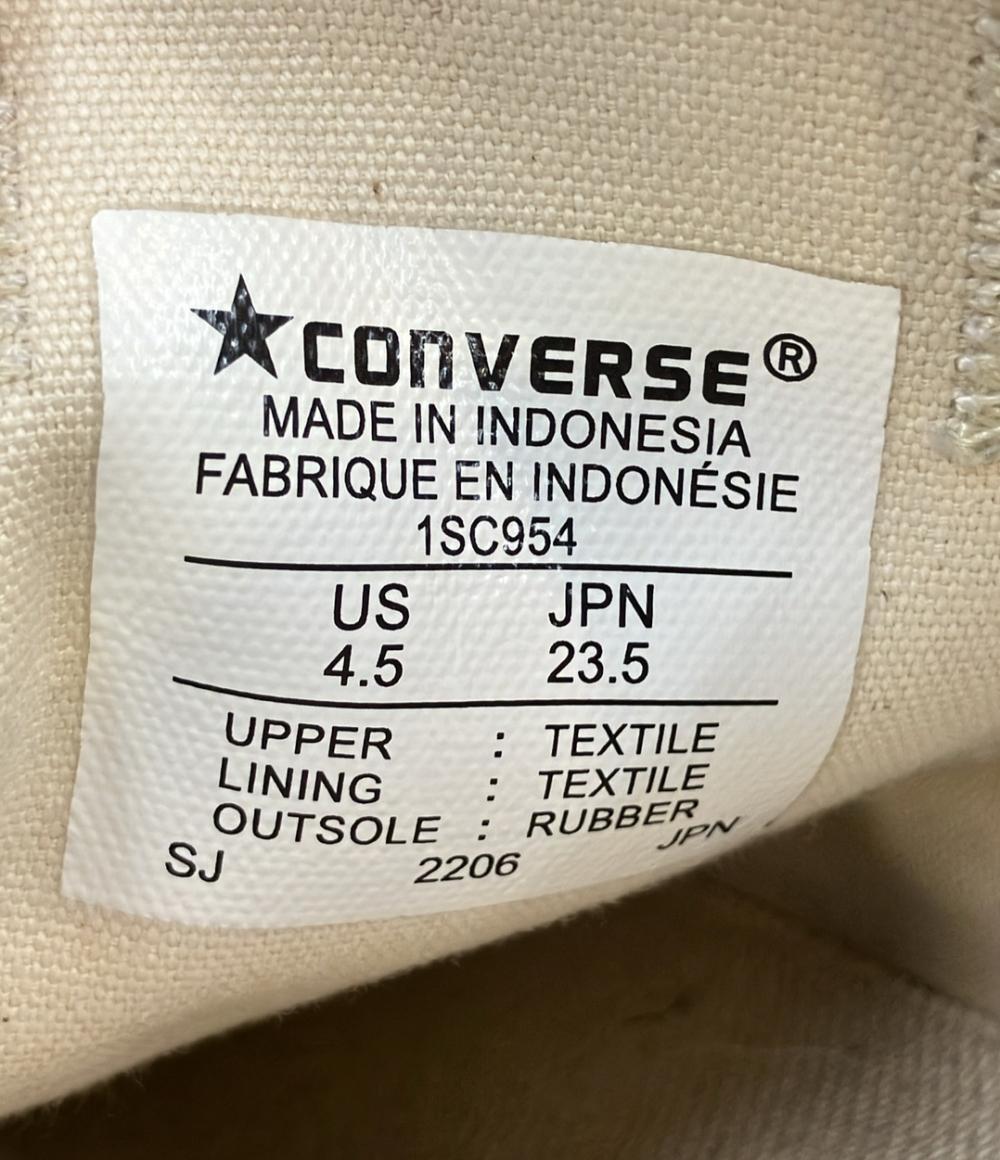 ★CONVERSE®
MADE IN INDONESIA
FABRIQUE EN INDONÉSIE
1SC954
US JPN
4.5 23.5
UPPER : TEXTILE
LINING : TEXTILE
OUTSOLE : RUBBER
SJ 2206 JPN